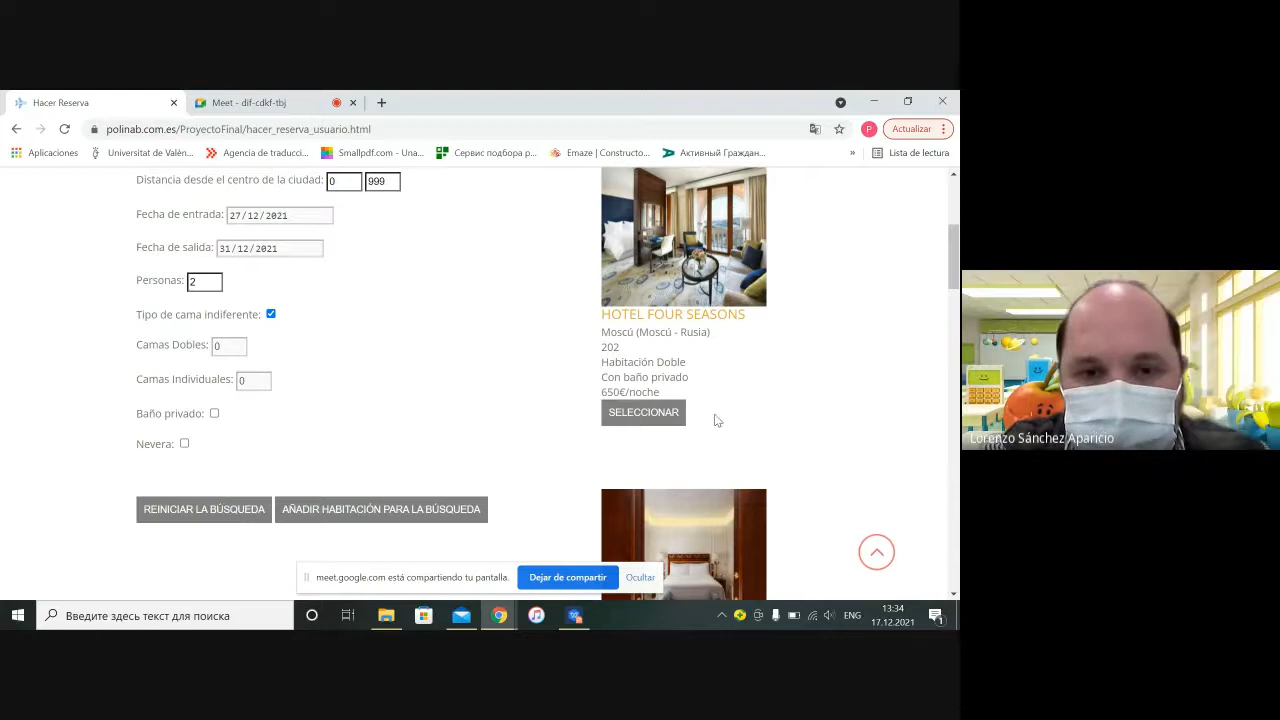 Hacer Reserva
Meet - dif-cdkf-tbj
polinab.com.es/ProyectoFinal/hacer_reserva_usuario.html
P
Actualizar
Aplicaciones
Universitat de Valèn...
Agencia de traducci...
Smallpdf.com - Una...
Сервис подбора р...
Emaze | Constructo...
Активный Граждан...
»
Lista de lectura
Distancia desde el centro de la ciudad: 0 999
Fecha de entrada: 27/12/2021
Fecha de salida: 31/12/2021
Personas: 2
Tipo de cama indiferente:
Camas Dobles: 0
Camas Individuales: 0
Baño privado:
Nevera:
REINICIAR LA BÚSQUEDA
AÑADIR HABITACIÓN PARA LA BÚSQUEDA
HOTEL FOUR SEASONS
Moscú (Moscú - Rusia)
202
Habitación Doble
Con baño privado
650€/noche
SELECCIONAR
meet.google.com está compartiendo tu pantalla.
Dejar de compartir
Ocultar
Введите здесь текст для поиска
ENG
13:34
17.12.2021
1
Lorenzo Sánchez Aparicio